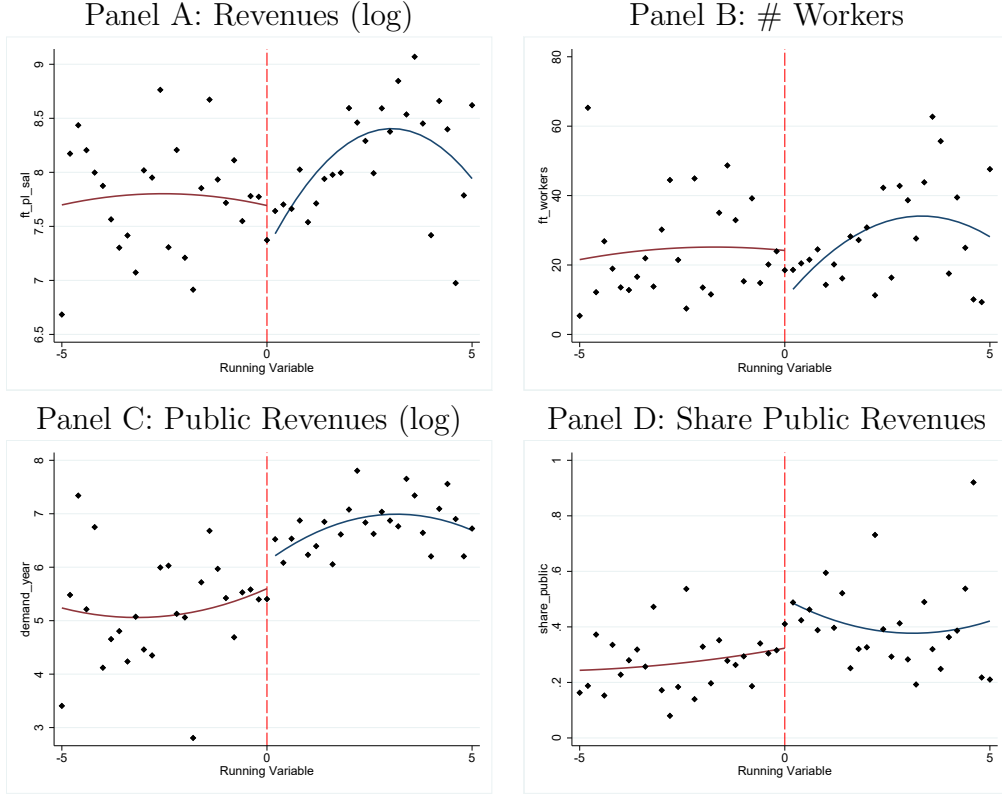 Panel A: Revenues (log)
9
8.5
8
7.5
7
6.5
ft_pl_sal
-5 0 5
Running Variable
Panel B: # Workers
80
60
40
20
0
ft_workers
-5 0 5
Running Variable
Panel C: Public Revenues (log)
8
7
6
5
4
3
demand_year
-5 0 5
Running Variable
Panel D: Share Public Revenues
1
.8
.6
.4
.2
0
share_public
-5 0 5
Running Variable